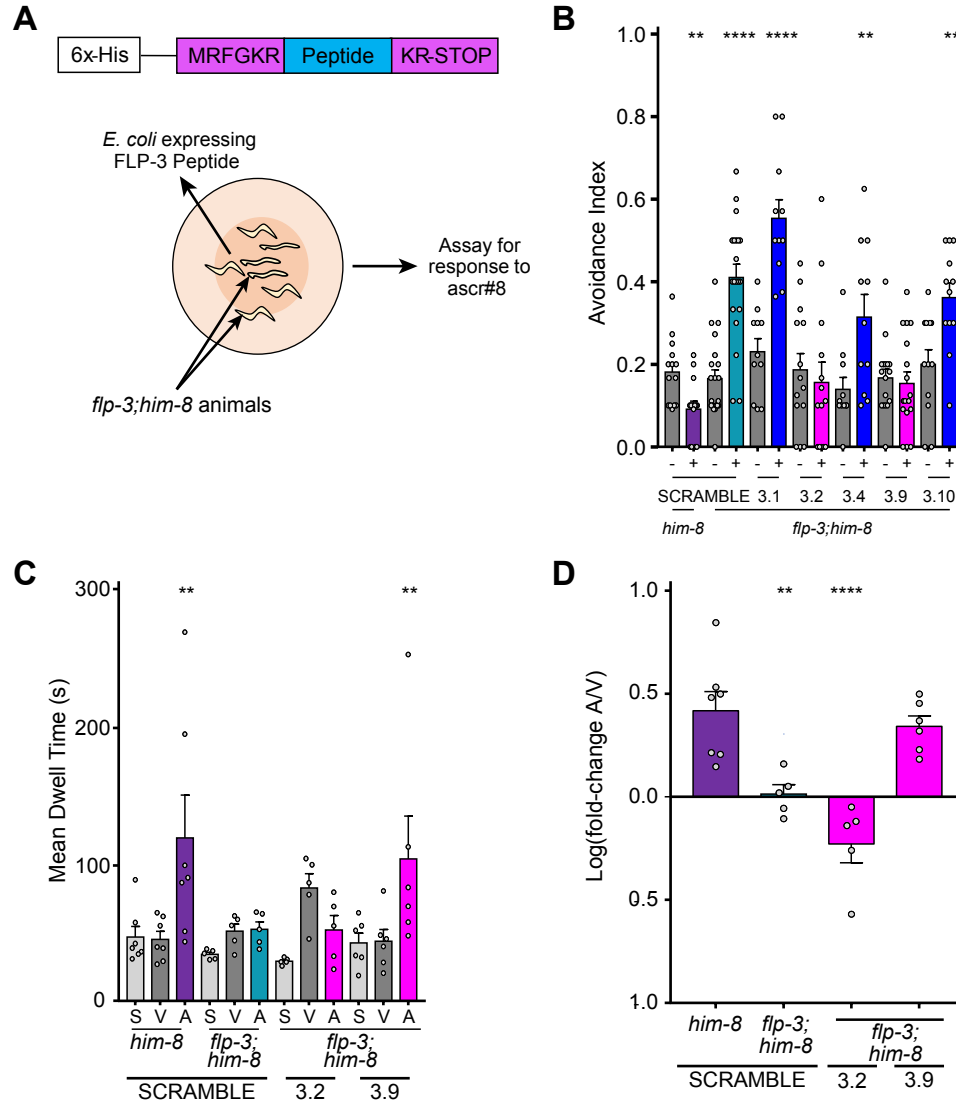 A
6x-His MRFGKR Peptide KR-STOP
E. coli expressing
FLP-3 Peptide
Assay for
response to
ascr#8
flp-3;him-8 animals
B
** **** **** ** **
1.0
0.8
0.6
0.4
0.2
0.0
Avoidance Index
- + - + - + - + - + - + - +
SCRAMBLE 3.1 3.2 3.4 3.9 3.10
him-8 flp-3;him-8
C
** **
300
200
100
0
Mean Dwell Time (s)
S V A S V A S V A S V A
him-8 flp-3; flp-3;
him-8 him-8
SCRAMBLE 3.2 3.9
D
** ****
1.0
0.5
0.0
0.5
1.0
Log(fold-change A/V)
him-8 flp-3; flp-3;
him-8 him-8
SCRAMBLE 3.2 3.9